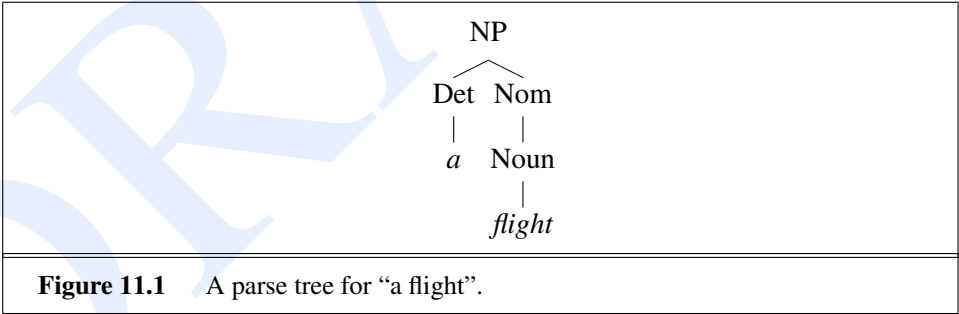 NP
Det Nom
a Noun
flight
Figure 11.1 A parse tree for “a flight”.